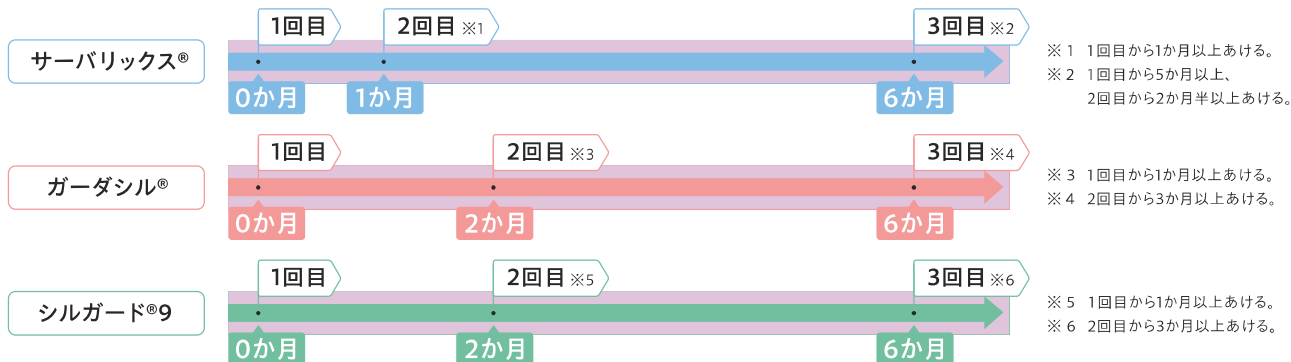 サーバリックス®
1回目
2回目 ※1
3回目 ※2
0か月
1か月
6か月
※1 1回目から1か月以上あける。
※2 1回目から5か月以上、
2回目から2か月半以上あける。
ガーダシル®
1回目
2回目 ※3
3回目 ※4
0か月
2か月
6か月
※3 1回目から1か月以上あける。
※4 2回目から3か月以上あける。
シルガード®9
1回目
2回目 ※5
3回目 ※6
0か月
2か月
6か月
※5 1回目から1か月以上あける。
※6 2回目から3か月以上あける。